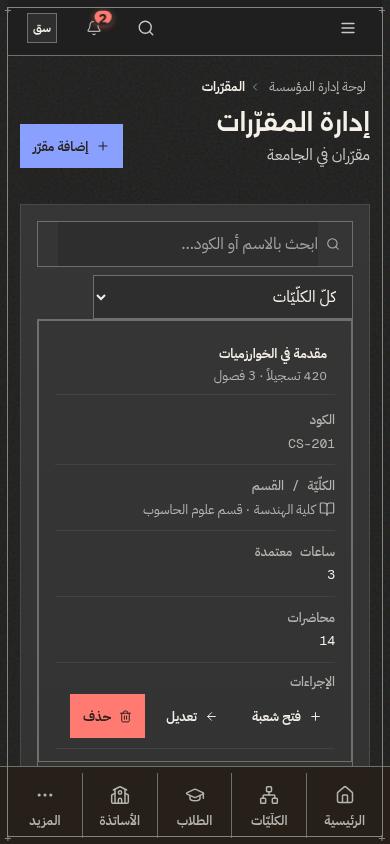 سق
2
لوحة إدارة المؤسسة › المقرّرات
إدارة المقرّرات
مقرّران في الجامعة
+ إضافة مقرّر
ابحث بالاسم أو الكود...
كلّ الكلّيّات
مقدمة في الخوارزميات
420 تسجيلاً · 3 فصول
الكود
CS-201
الكلّيّة / القسم
كلية الهندسة · قسم علوم الحاسوب
ساعات معتمدة
3
محاضرات
14
الإجراءات
+ فتح شعبة
← تعديل
حذف
الرئيسية
الكلّيّات
الطلاب
الأساتذة
المزيد